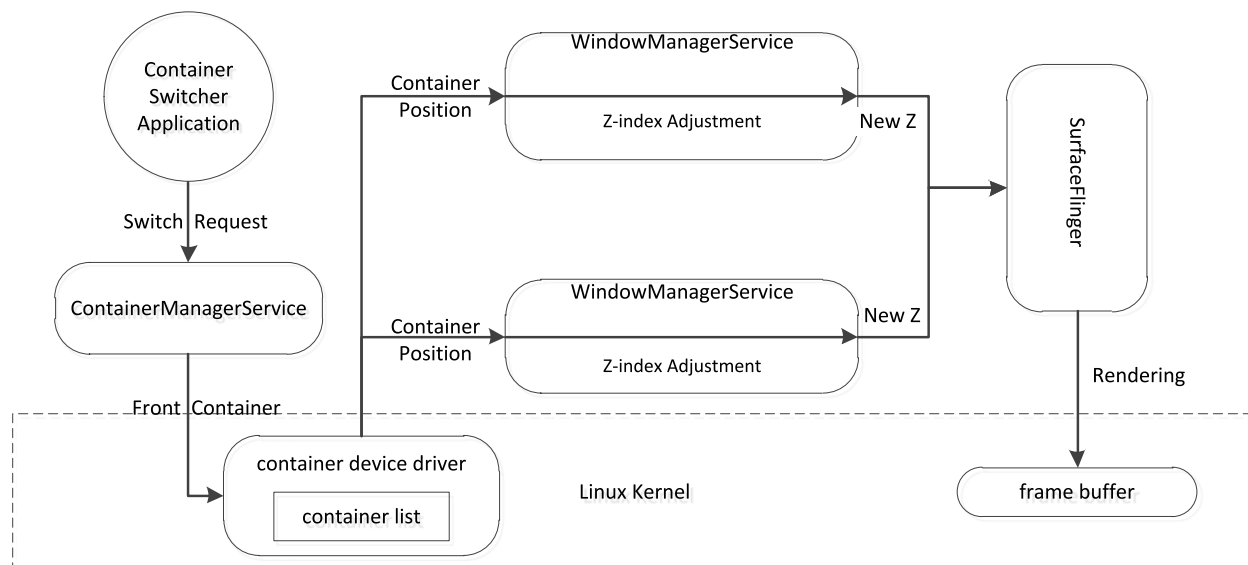 Container
Switcher
Application
Switch Request
ContainerManagerService
Front Container
container device driver
container list
Container
Position
WindowManagerService
Z-index Adjustment
New Z
Container
Position
WindowManagerService
Z-index Adjustment
New Z
SurfaceFlinger
Rendering
Linux Kernel
frame buffer